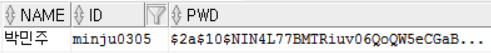 NAME ID PWD
박민주 minju0305 $2a$10$NIN4L77BMTRiuv06QoQW5eCGaB...